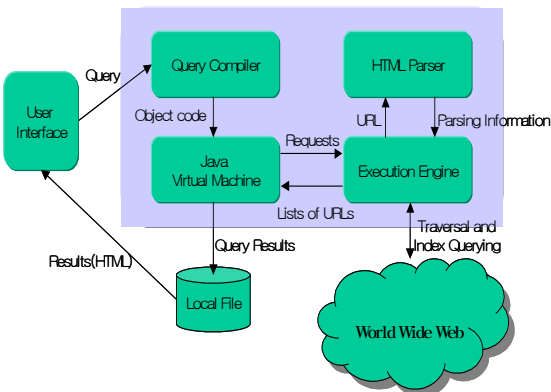 Query Compiler
HTML Parser
Query
User
Interface
Object code
URL
Parsing Information
Java
Virtual Machine
Requests
Execution Engine
Lists of URLs
Traversal and
Index Querying
Query Results
Results(HTML)
Local File
World Wide Web